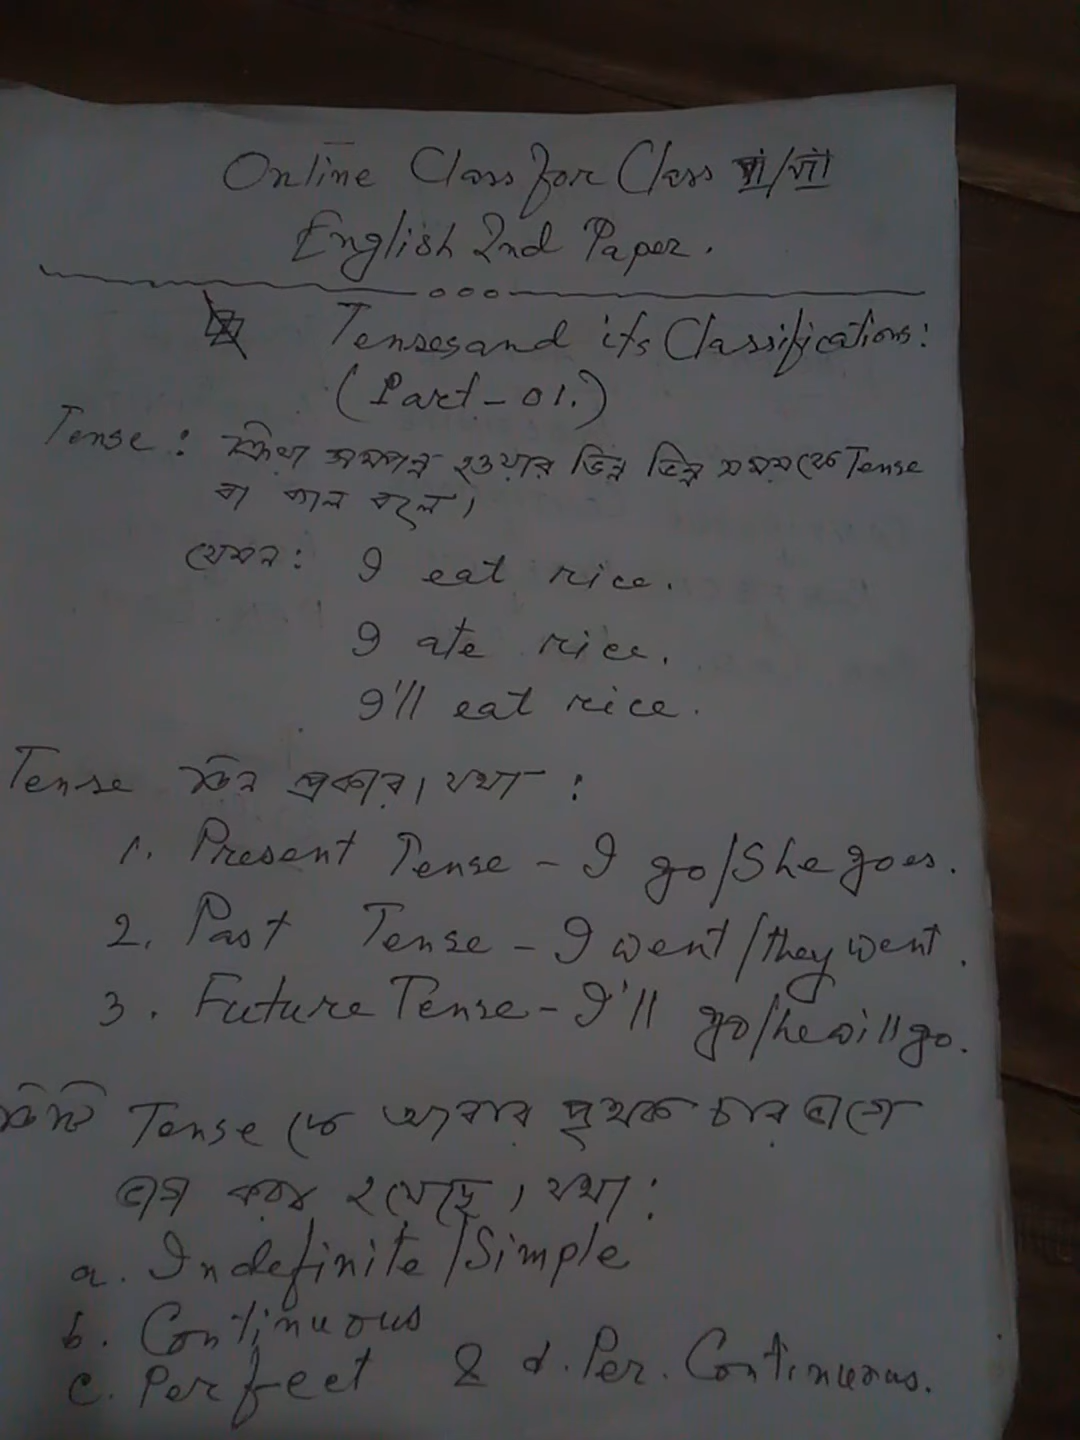 Online Class for Class VI/VII
English 2nd Paper.
Tenses and its Classifications:
(Part-01.)
Tense: ক্রিয়া সম্পন্ন হওয়ার ভিন্ন ভিন্ন সময়কে Tense
বা কাল বলে।
যেমন: I eat rice.
I ate rice.
I'll eat rice.
Tense তিন প্রকার। যথা:
1. Present Tense - I go/She goes.
2. Past Tense - I went/they went.
3. Future Tense - I'll go/he will go.
তিনটি Tense কে আবার পৃথক চার ভাগে
ভাগ করা হয়েছে। যথা:
a. Indefinite/Simple
b. Continuous
c. Perfect & d. Per. Continuous.